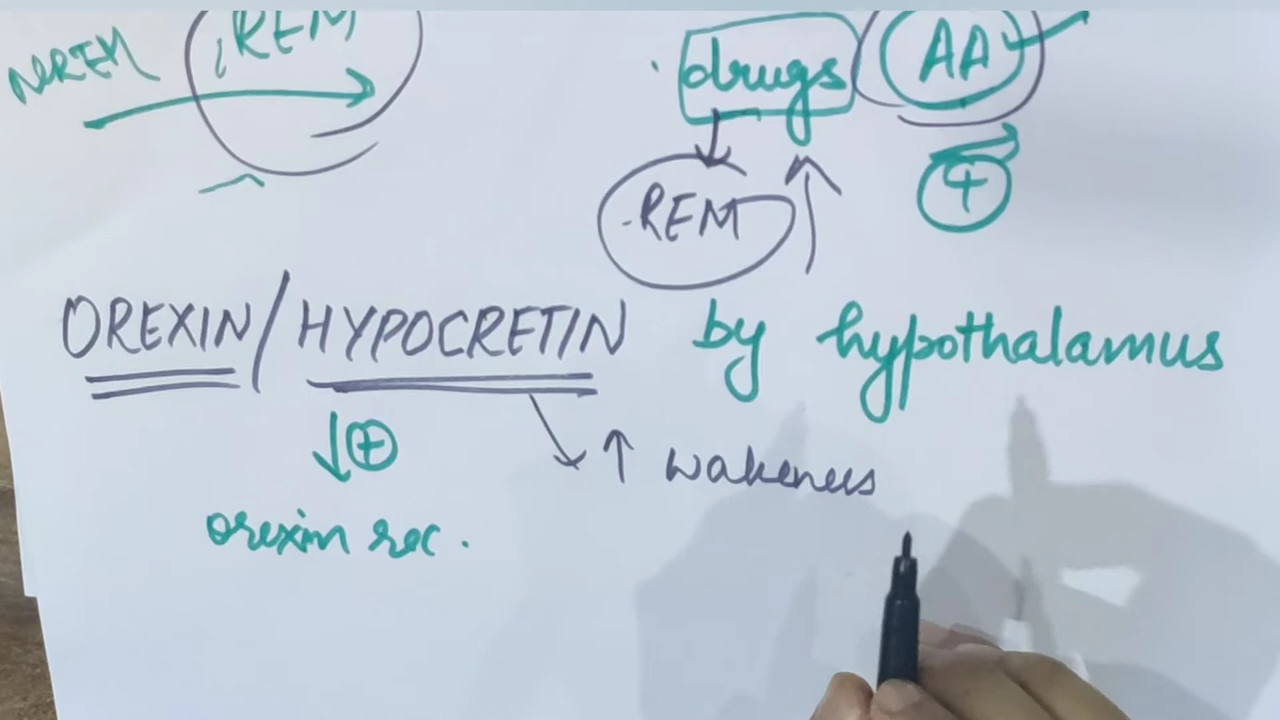 NREM REM drugs AA
+
REM
OREXIN/HYPOCRETIN by hypothalamus
+ ↑ wakeness
orexin rec.